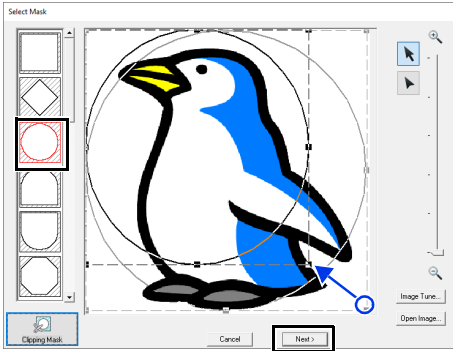 Select Mask
Image Tune...
Open Image...
Clipping Mask
Cancel
Next >